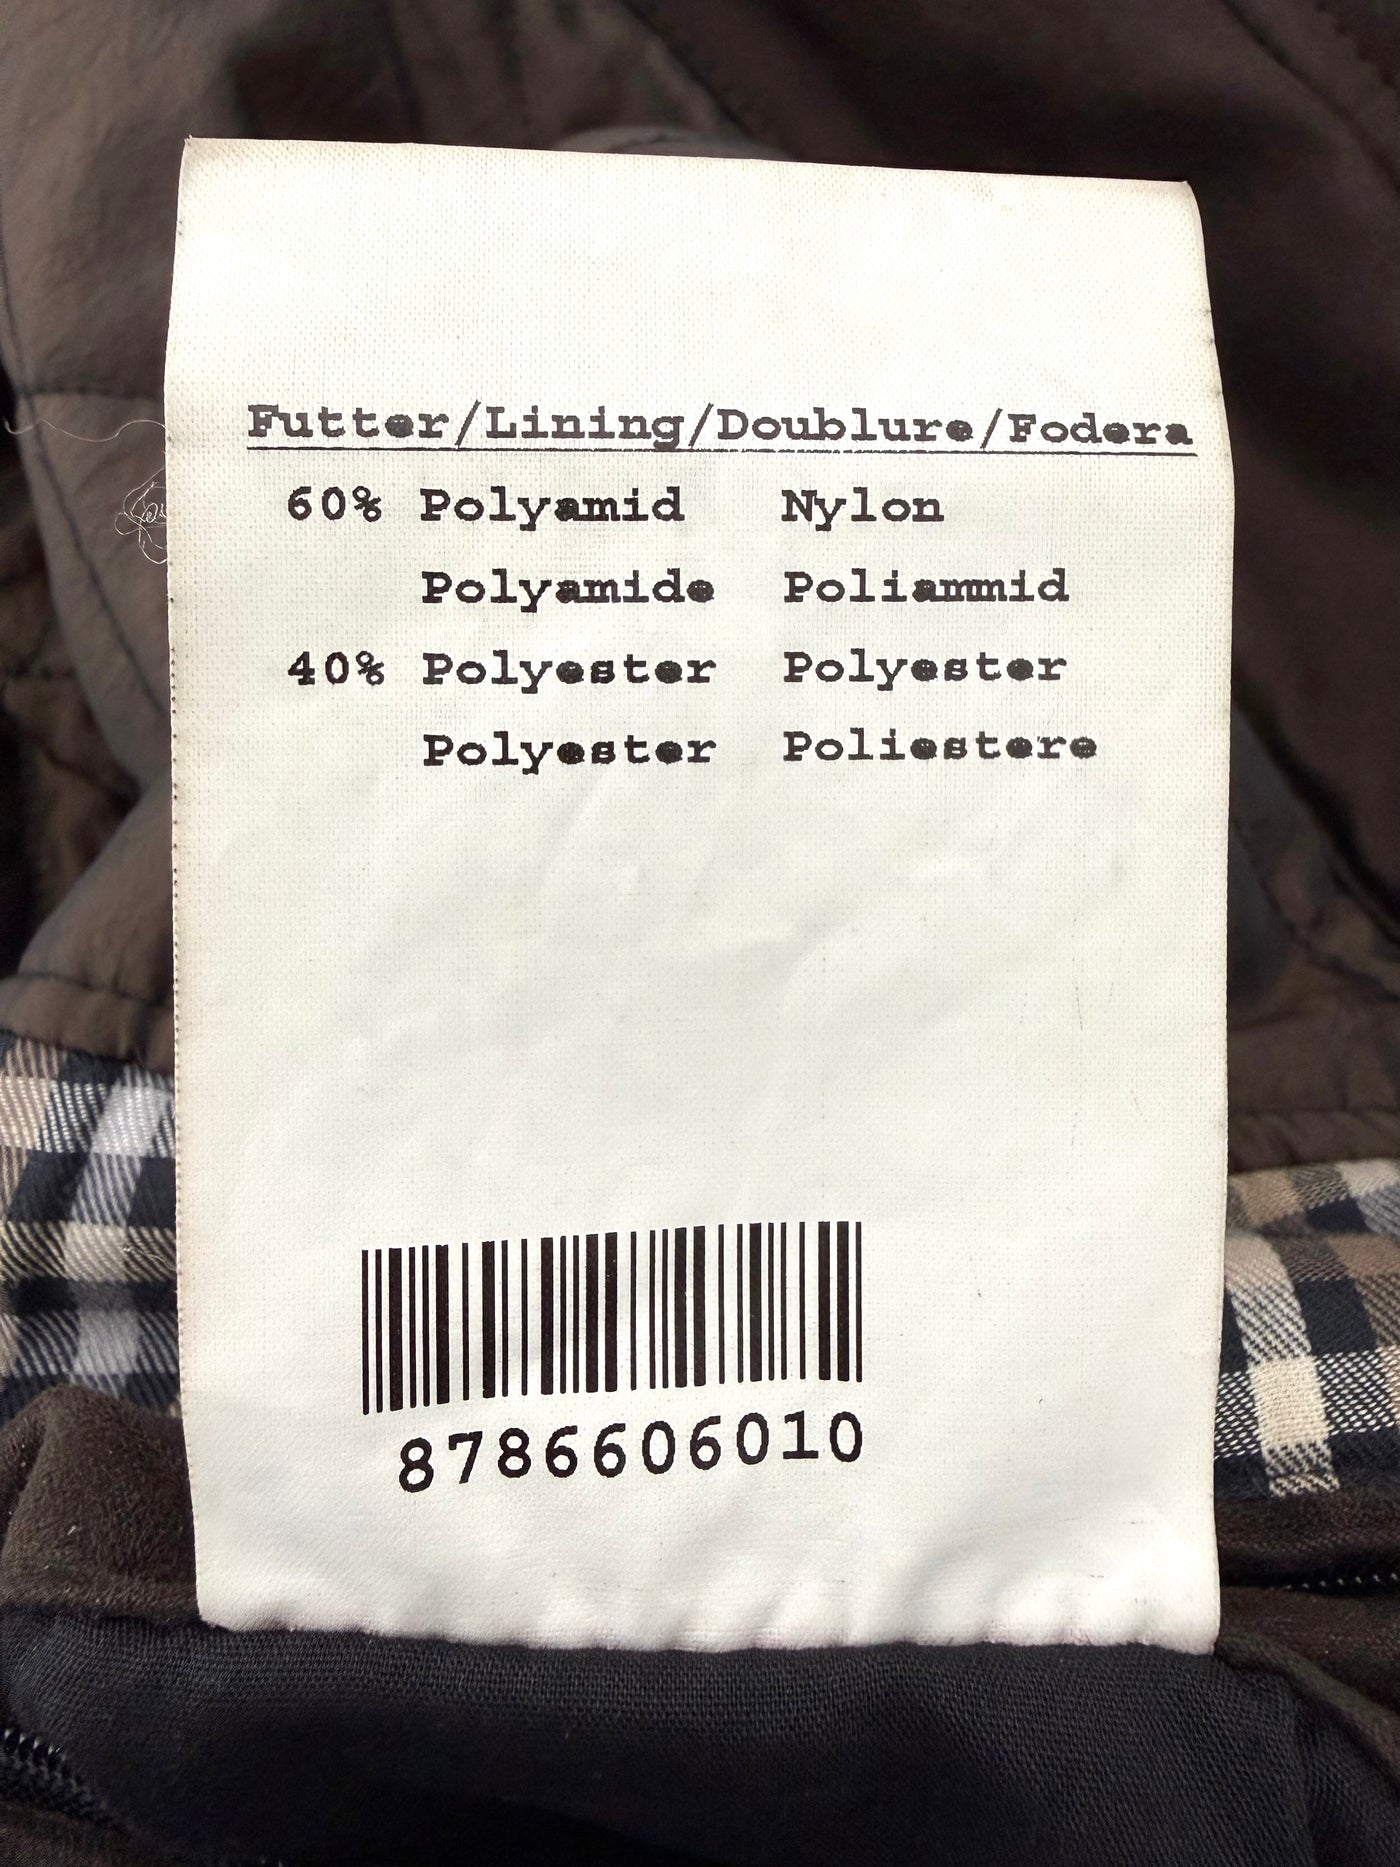 Futter/Lining/Doublure/Fodera
60% Polyamid Nylon
Polyamide Poliammid
40% Polyester Polyester
Polyester Poliestere
8786606010